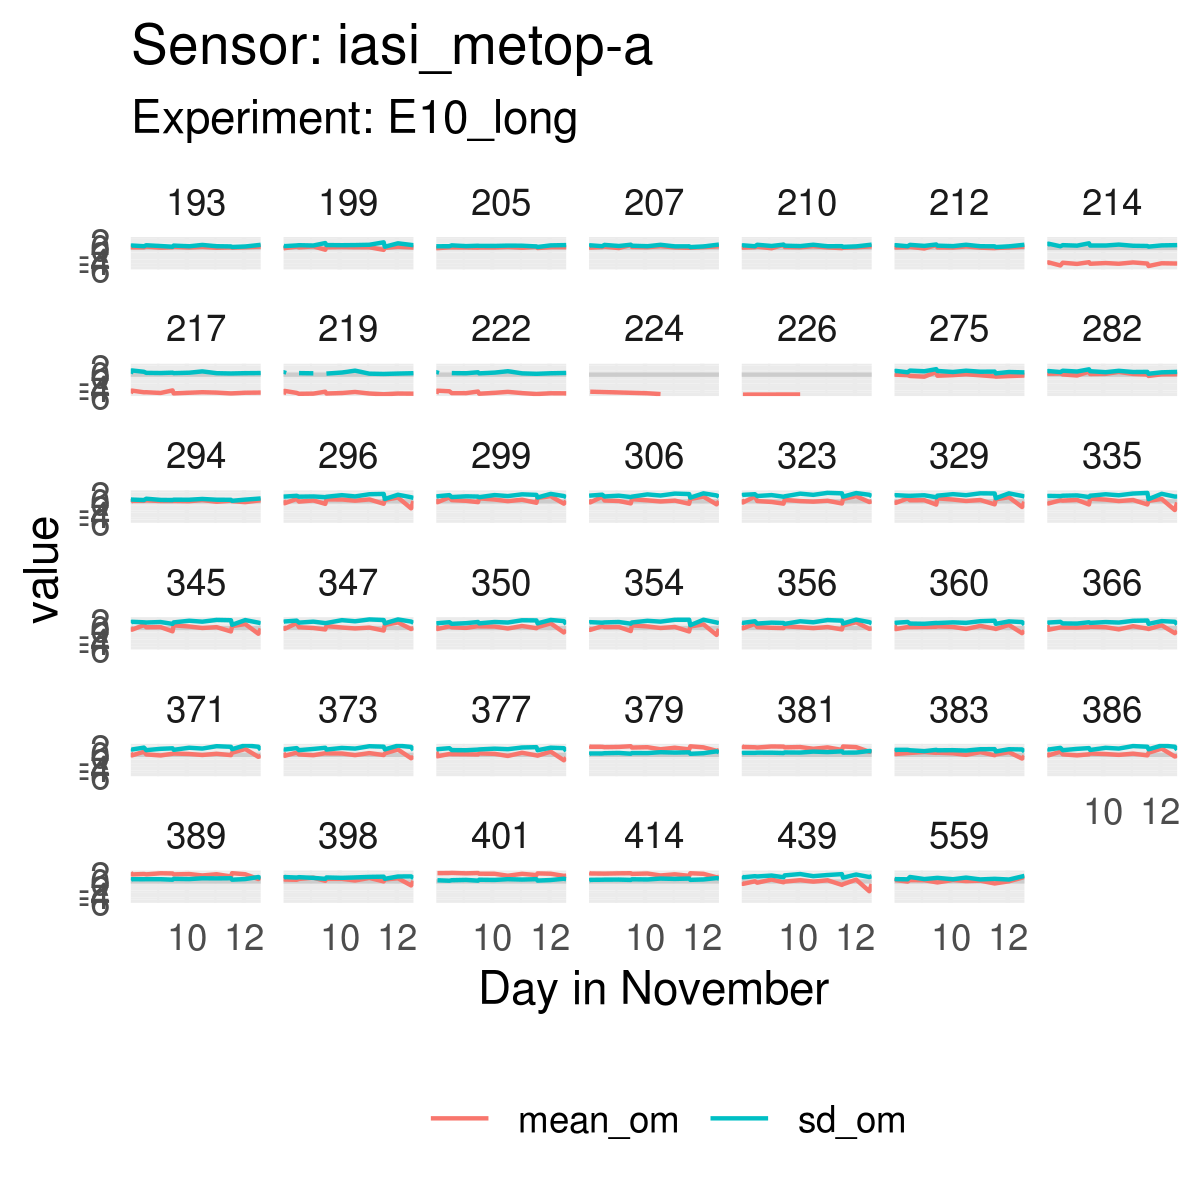 Sensor: iasi_metop-a
Experiment: E10_long
193 199 205 207 210 212 214
217 219 222 224 226 275 282
294 296 299 306 323 329 335
345 347 350 354 356 360 366
371 373 377 379 381 383 386
10 12
389 398 401 414 439 559
10 12 10 12 10 12 10 12 10 12 10 12
value
Day in November
mean_om sd_om